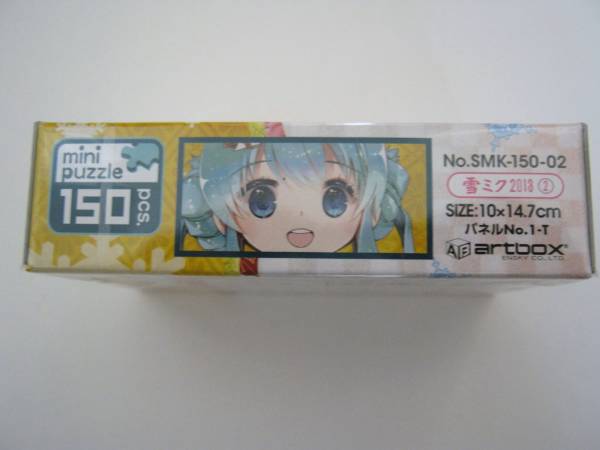 mini
puzzle
150 pcs.
No.SMK-150-02
雪ミク2018 ②
SIZE:10×14.7cm
パネルNo.1-T
artbox
ENSKY CO., LTD.